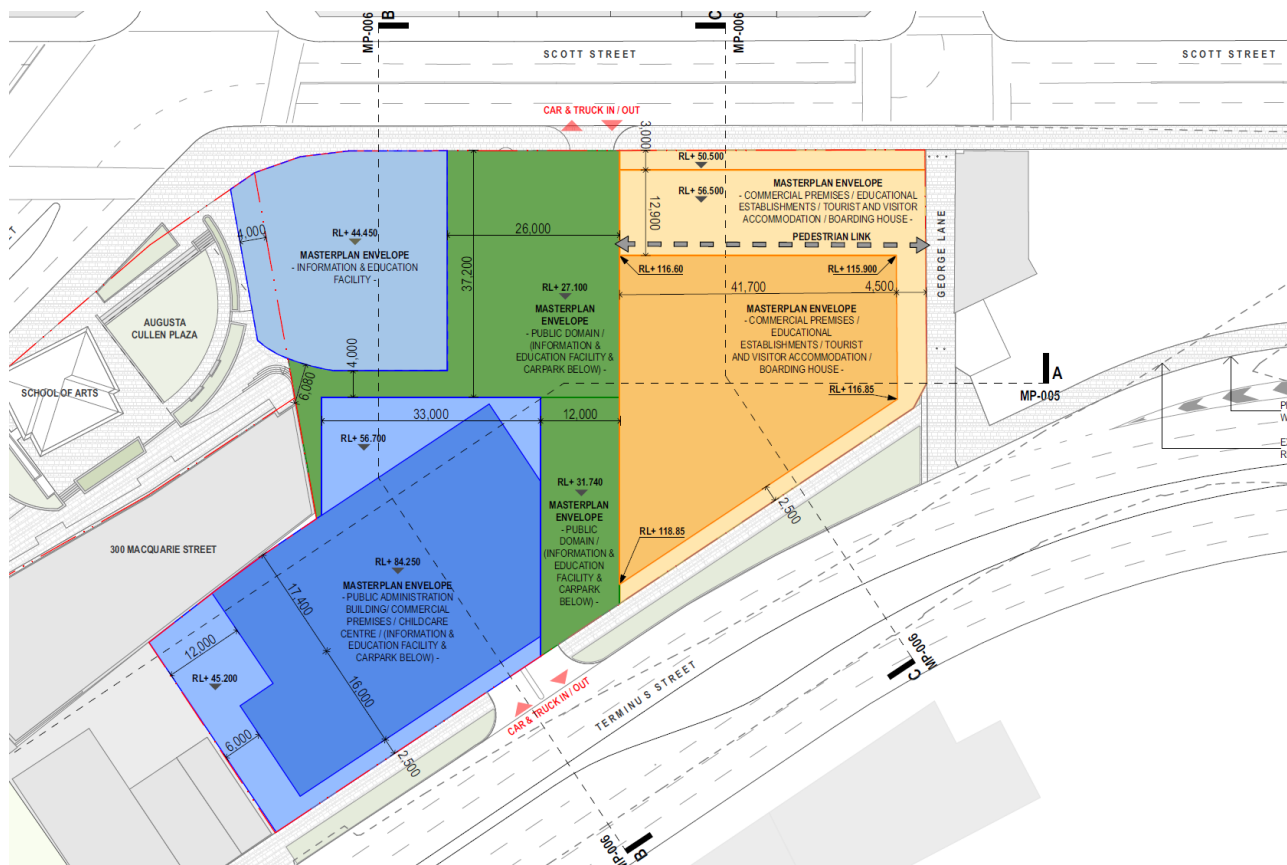 B
MP-006
C
MP-006
SCOTT STREET
SCOTT STREET
CAR & TRUCK IN / OUT
3,000
RL+ 50.500
RL+ 56.500
12,900
MASTERPLAN ENVELOPE
- COMMERCIAL PREMISES / EDUCATIONAL
ESTABLISHMENTS / TOURIST AND VISITOR
ACCOMMODATION / BOARDING HOUSE -
PEDESTRIAN LINK
GEORGE LANE
4,000
RL+ 44.450
MASTERPLAN ENVELOPE
- INFORMATION & EDUCATION
FACILITY -
26,000
37,200
RL+ 116.60
RL+ 115.900
41,700
4,500
RL+ 27.100
MASTERPLAN
ENVELOPE
- PUBLIC DOMAIN /
(INFORMATION &
EDUCATION FACILITY &
CARPARK BELOW) -
MASTERPLAN ENVELOPE
- COMMERCIAL PREMISES /
EDUCATIONAL
ESTABLISHMENTS / TOURIST
AND VISITOR ACCOMMODATION /
BOARDING HOUSE -
RL+ 116.85
AUGUSTA
CULLEN PLAZA
SCHOOL OF ARTS
6,080
4,000
A
MP-005
33,000
12,000
RL+ 56.700
RL+ 31.740
MASTERPLAN
ENVELOPE
- PUBLIC
DOMAIN /
(INFORMATION &
EDUCATION
FACILITY &
CARPARK
BELOW) -
2,500
RL+ 118.85
300 MACQUARIE STREET
RL+ 84.250
MASTERPLAN ENVELOPE
- PUBLIC ADMINISTRATION
BUILDING/ COMMERCIAL
PREMISES / CHILDCARE
CENTRE / (INFORMATION &
EDUCATION FACILITY &
CARPARK BELOW) -
17,400
12,000
RL+ 45.200
16,000
6,000
2,500
CAR & TRUCK IN / OUT
TERMINUS STREET
C
MP-006
B
MP-006